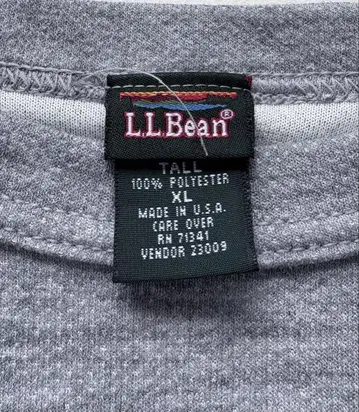 L.L.Bean®
TALL
100% POLYESTER
XL
MADE IN U.S.A.
CARE OVER
RN 71341
VENDOR 23009